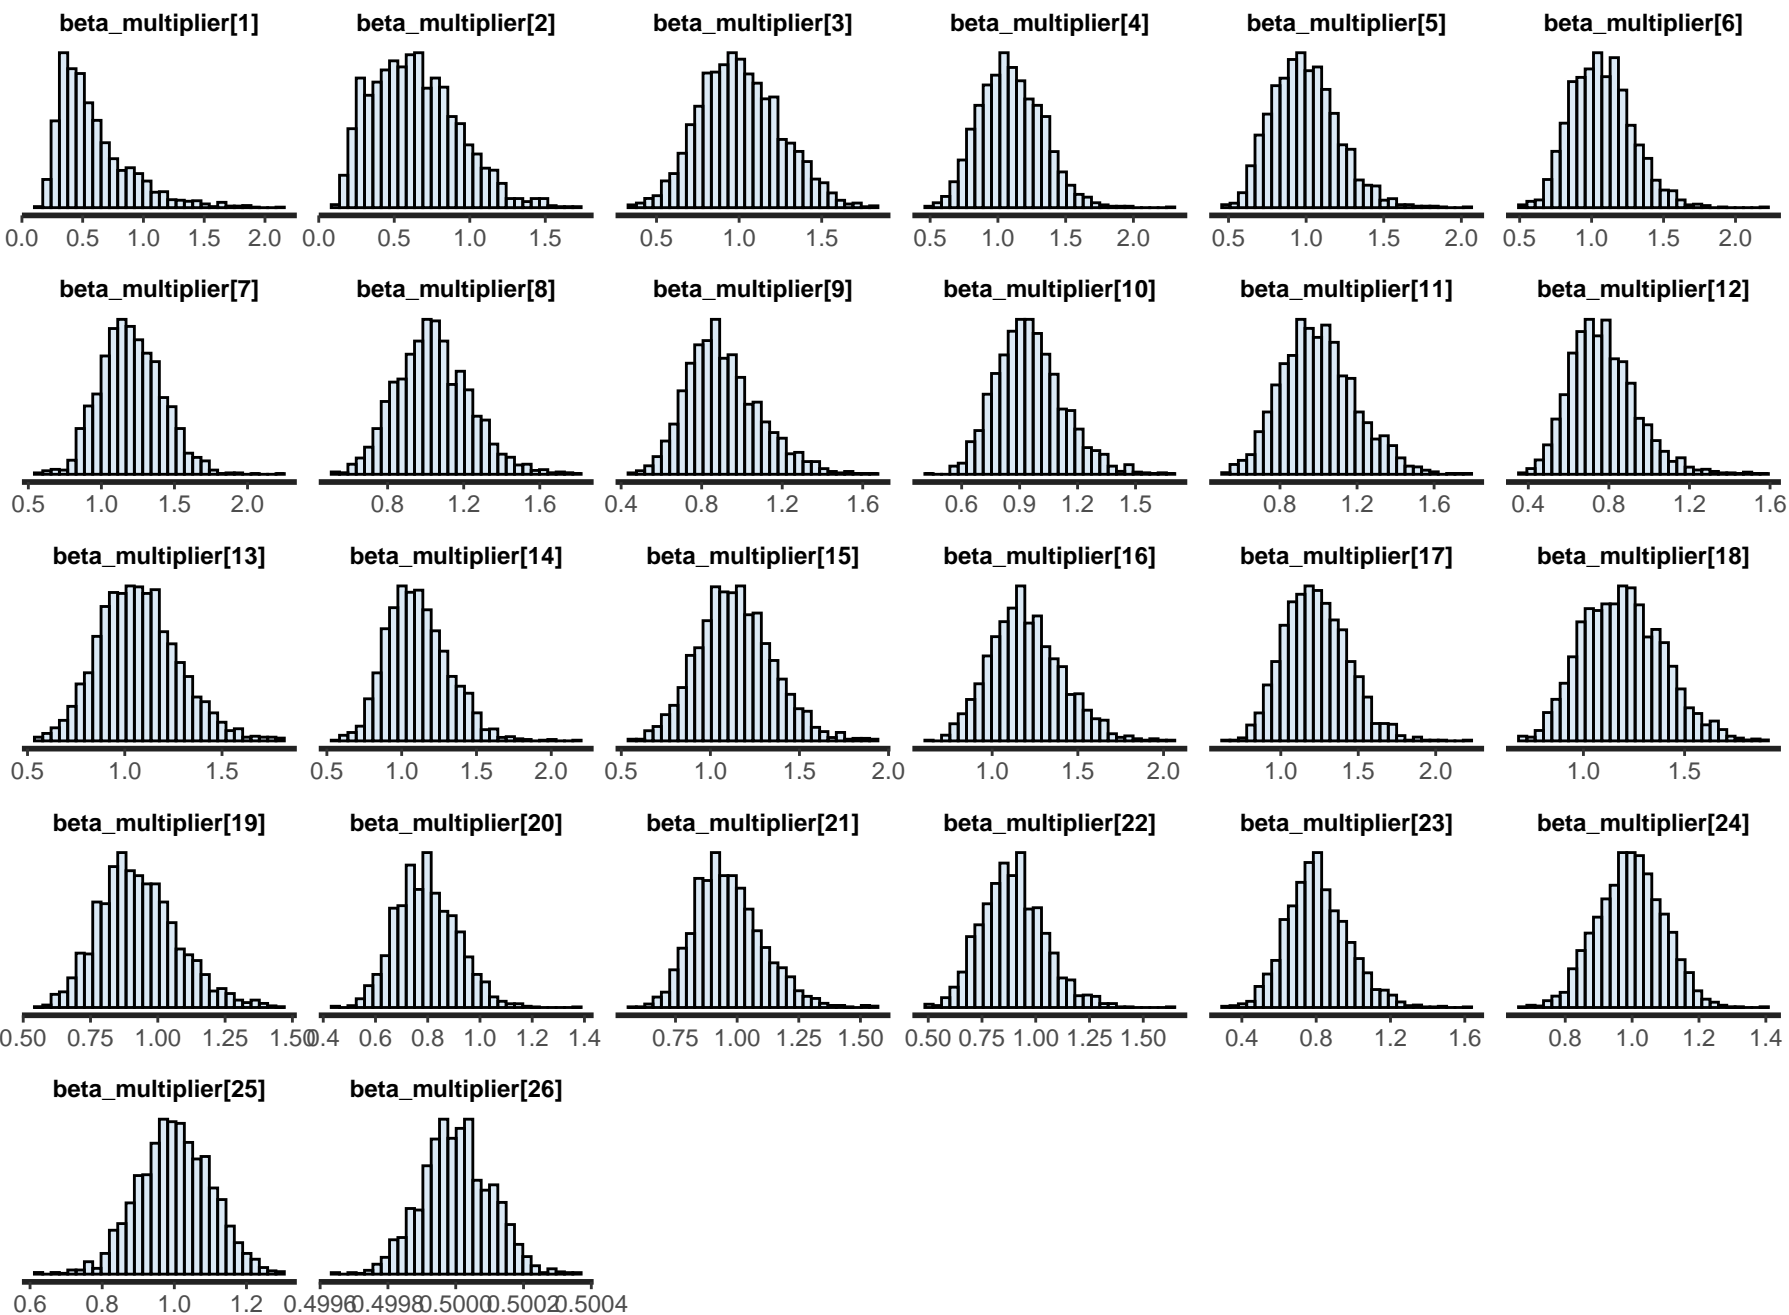 beta_multiplier[1] beta_multiplier[2] beta_multiplier[3] beta_multiplier[4] beta_multiplier[5] beta_multiplier[6]
0.0 0.5 1.0 1.5 2.0 0.0 0.5 1.0 1.5 0.5 1.0 1.5 0.5 1.0 1.5 2.0 0.5 1.0 1.5 2.0 0.5 1.0 1.5 2.0
beta_multiplier[7] beta_multiplier[8] beta_multiplier[9] beta_multiplier[10] beta_multiplier[11] beta_multiplier[12]
0.5 1.0 1.5 2.0 0.8 1.2 1.6 0.4 0.8 1.2 1.6 0.6 0.9 1.2 1.5 0.8 1.2 1.6 0.4 0.8 1.2 1.6
beta_multiplier[13] beta_multiplier[14] beta_multiplier[15] beta_multiplier[16] beta_multiplier[17] beta_multiplier[18]
0.5 1.0 1.5 0.5 1.0 1.5 2.0 0.5 1.0 1.5 2.0 1.0 1.5 2.0 1.0 1.5 2.0 1.0 1.5
beta_multiplier[19] beta_multiplier[20] beta_multiplier[21] beta_multiplier[22] beta_multiplier[23] beta_multiplier[24]
0.50 0.75 1.00 1.25 1.50 0.4 0.6 0.8 1.0 1.2 1.4 0.75 1.00 1.25 1.50 0.50 0.75 1.00 1.25 1.50 0.4 0.8 1.2 1.6 0.8 1.0 1.2 1.4
beta_multiplier[25] beta_multiplier[26]
0.6 0.8 1.0 1.2 0.4996 0.4998 0.5000 0.5002 0.5004